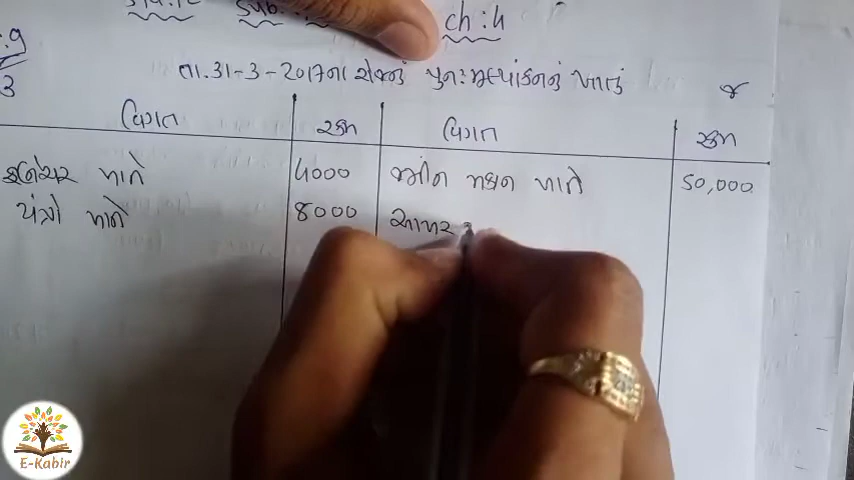 ch : 4
તા. 31-3-2017ના રોજનું પુનઃમૂલ્યાંકનનું ખાતું
જ
વિગત રકમ વિગત રકમ
ફર્નિચર ખાતે 5000 જમીન મકાન ખાતે 50,000
યંત્રો ખાતે 8000
E-Kabir